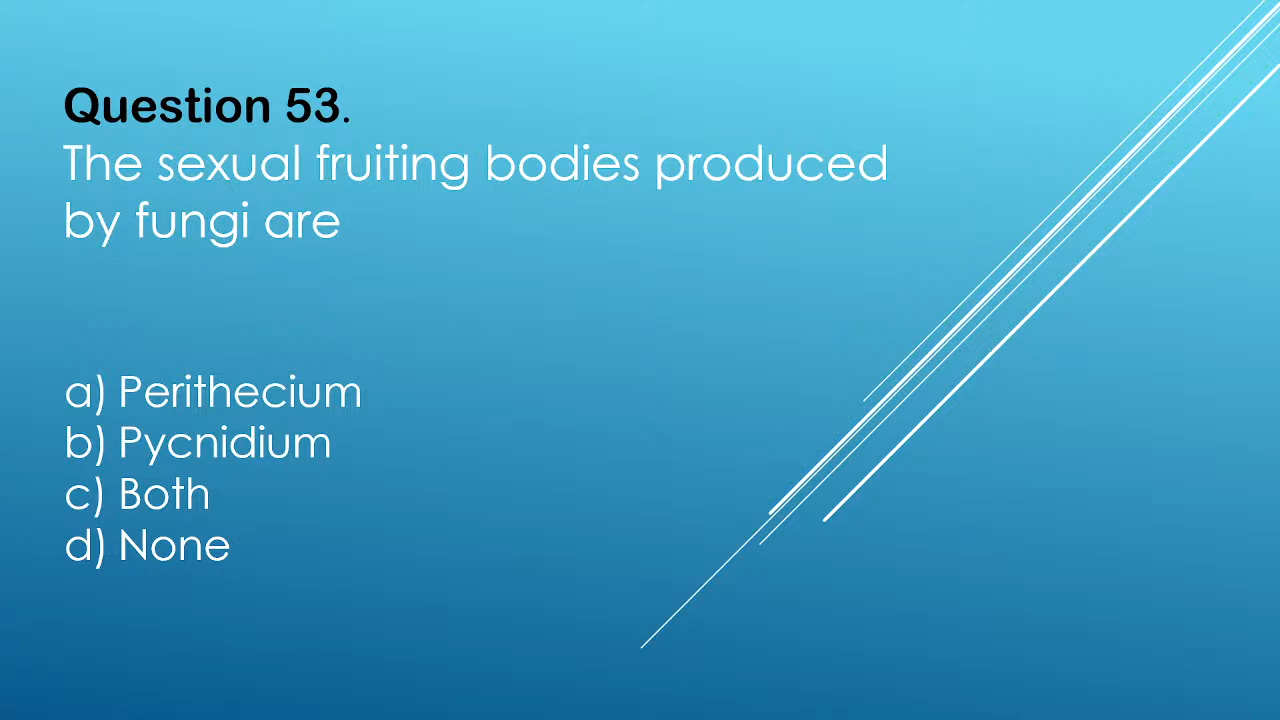 Question 53.
The sexual fruiting bodies produced
by fungi are
a) Perithecium
b) Pycnidium
c) Both
d) None